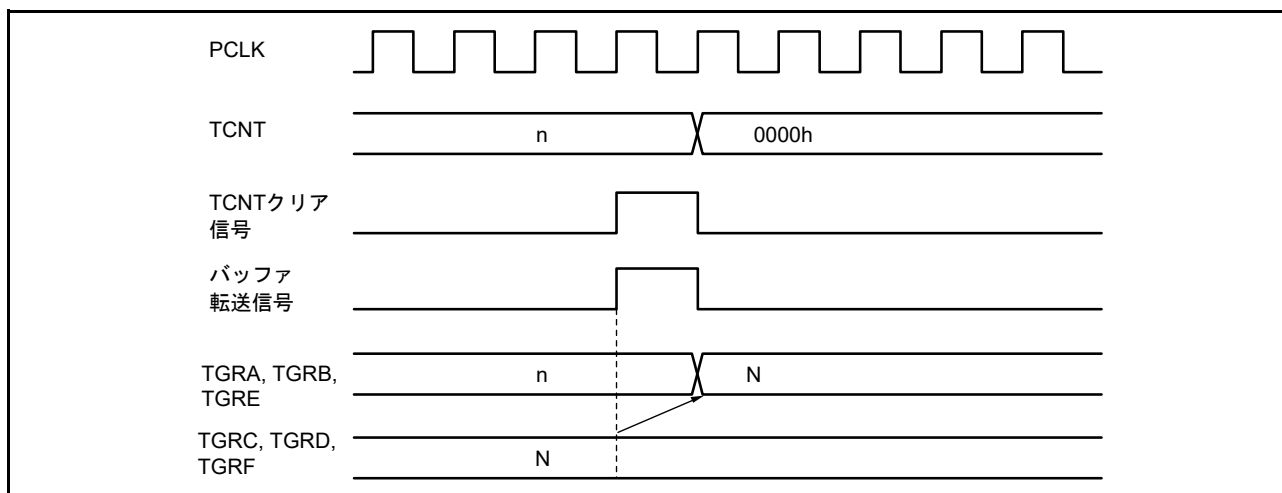 PCLK
TCNT
n
0000h
TCNTクリア
信号
バッファ
転送信号
TGRA, TGRB,
TGRE
n
N
TGRC, TGRD,
TGRF
N